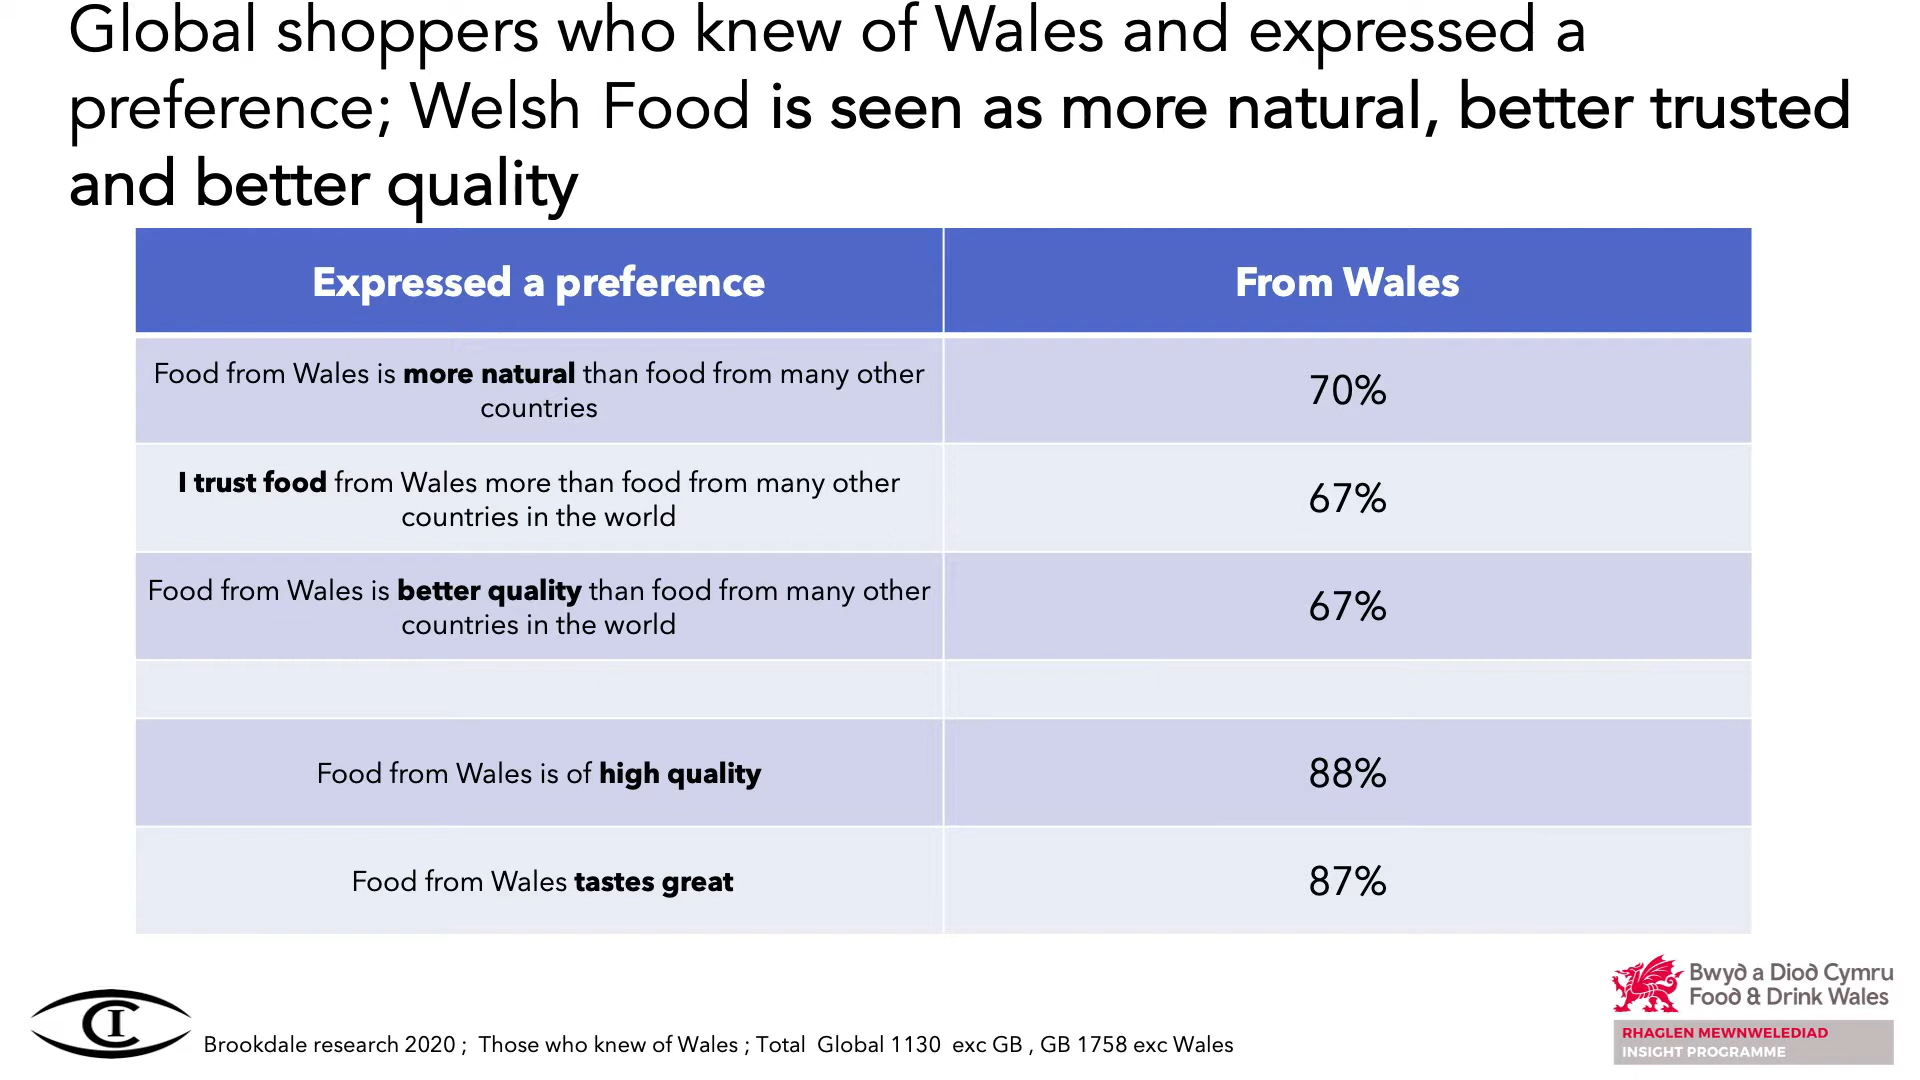 Global shoppers who knew of Wales and expressed a
preference; Welsh Food is seen as more natural, better trusted
and better quality
Expressed a preference
From Wales
Food from Wales is more natural than food from many other
countries
70%
I trust food from Wales more than food from many other
countries in the world
67%
Food from Wales is better quality than food from many other
countries in the world
67%
Food from Wales is of high quality
88%
Food from Wales tastes great
87%
CI
Brookdale research 2020 ; Those who knew of Wales ; Total Global 1130 exc GB , GB 1758 exc Wales
Bwyd a Diod Cymru
Food & Drink Wales
RHAGLEN MEWNWELEDIAD
INSIGHT PROGRAMME